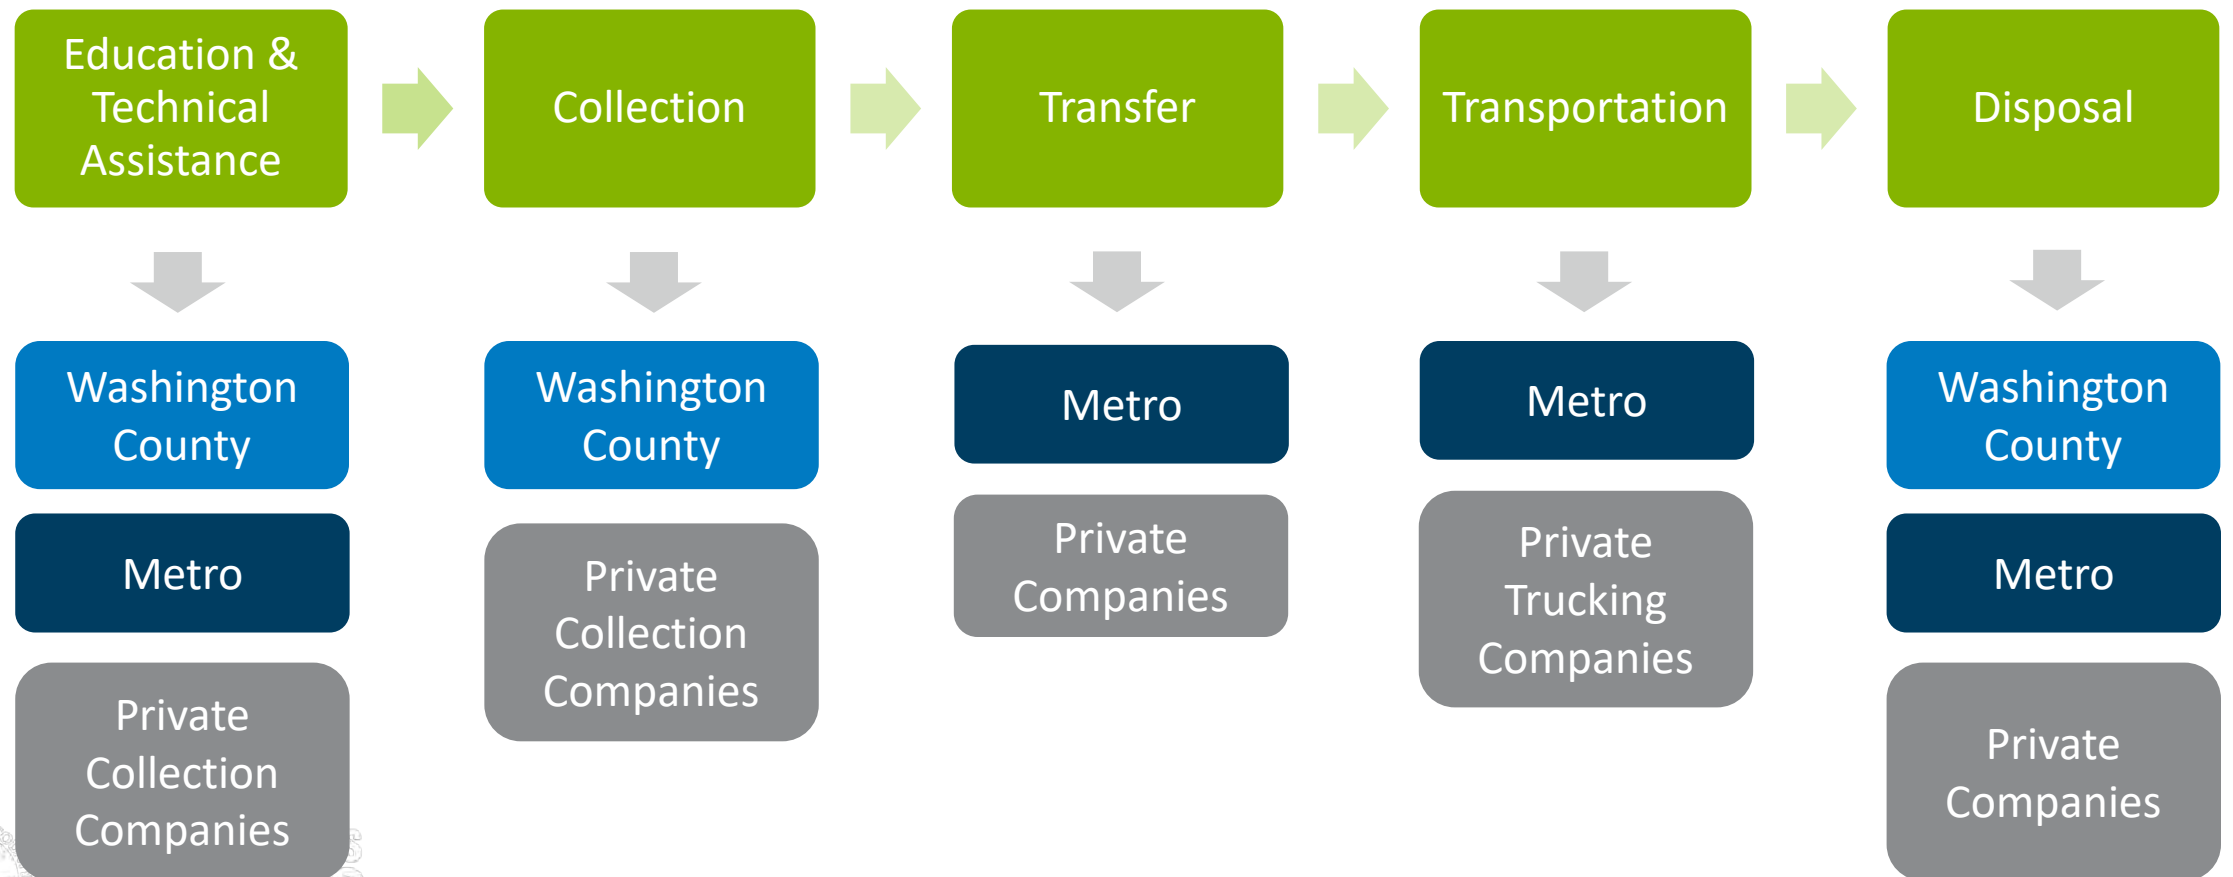 Education &
Technical
Assistance
Collection
Transfer
Transportation
Disposal
Washington
County
Metro
Private
Collection
Companies
Washington
County
Private
Collection
Companies
Metro
Private
Companies
Metro
Private
Trucking
Companies
Washington
County
Metro
Private
Companies